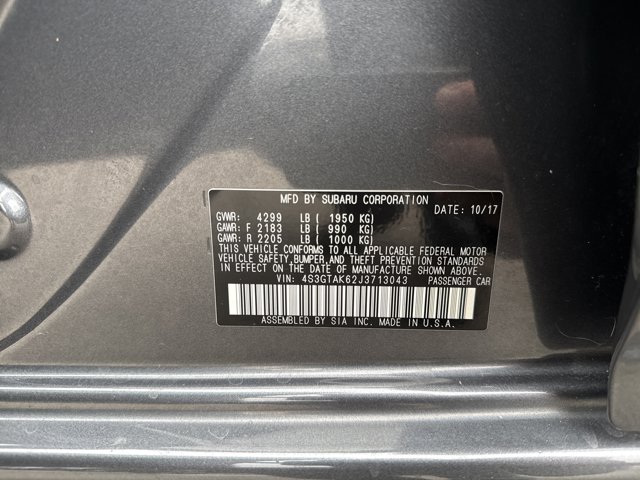 MFD BY SUBARU CORPORATION
DATE: 10/17
GVWR: 4299 LB ( 1950 KG)
GAWR: F 2183 LB ( 990 KG)
GAWR: R 2205 LB ( 1000 KG)
THIS VEHICLE CONFORMS TO ALL APPLICABLE FEDERAL MOTOR
VEHICLE SAFETY, BUMPER, AND THEFT PREVENTION STANDARDS
IN EFFECT ON THE DATE OF MANUFACTURE SHOWN ABOVE.
VIN: 4S3GTAK62J3713043 PASSENGER CAR
ASSEMBLED BY SIA INC. MADE IN U.S.A.